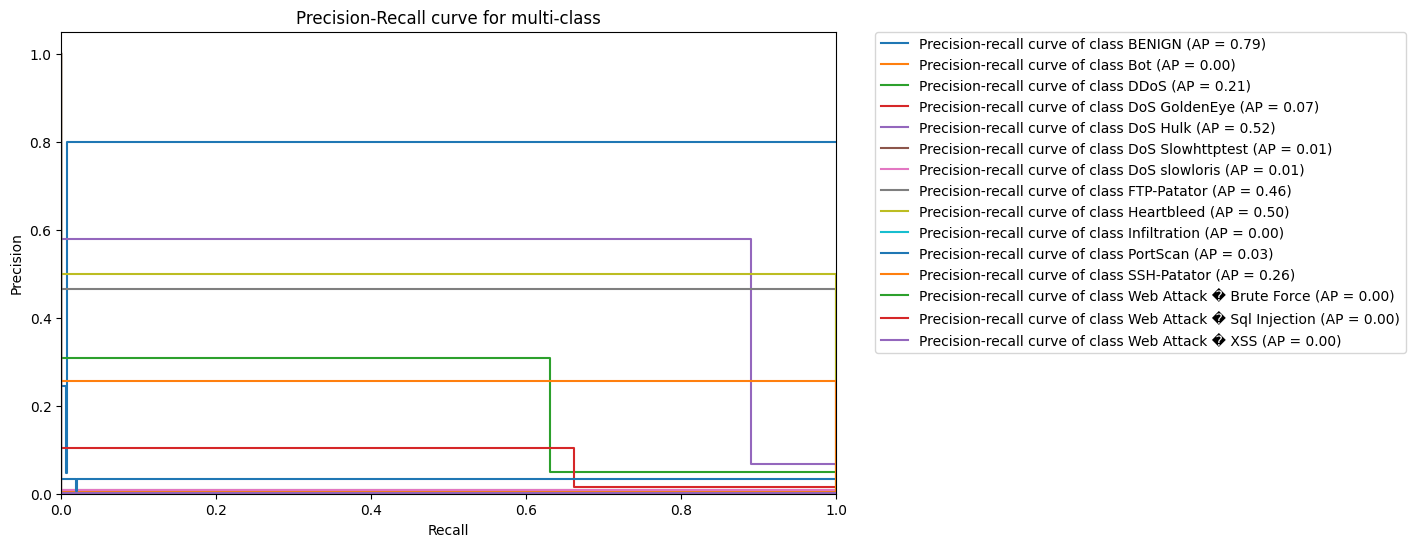 Precision-Recall curve for multi-class
1.0
0.8
0.6
0.4
0.2
0.0
Precision
0.0 0.2 0.4 0.6 0.8 1.0
Recall
Precision-recall curve of class BENIGN (AP = 0.79)
Precision-recall curve of class Bot (AP = 0.00)
Precision-recall curve of class DDoS (AP = 0.21)
Precision-recall curve of class DoS GoldenEye (AP = 0.07)
Precision-recall curve of class DoS Hulk (AP = 0.52)
Precision-recall curve of class DoS Slowhttptest (AP = 0.01)
Precision-recall curve of class DoS slowloris (AP = 0.01)
Precision-recall curve of class FTP-Patator (AP = 0.46)
Precision-recall curve of class Heartbleed (AP = 0.50)
Precision-recall curve of class Infiltration (AP = 0.00)
Precision-recall curve of class PortScan (AP = 0.03)
Precision-recall curve of class SSH-Patator (AP = 0.26)
Precision-recall curve of class Web Attack � Brute Force (AP = 0.00)
Precision-recall curve of class Web Attack � Sql Injection (AP = 0.00)
Precision-recall curve of class Web Attack � XSS (AP = 0.00)